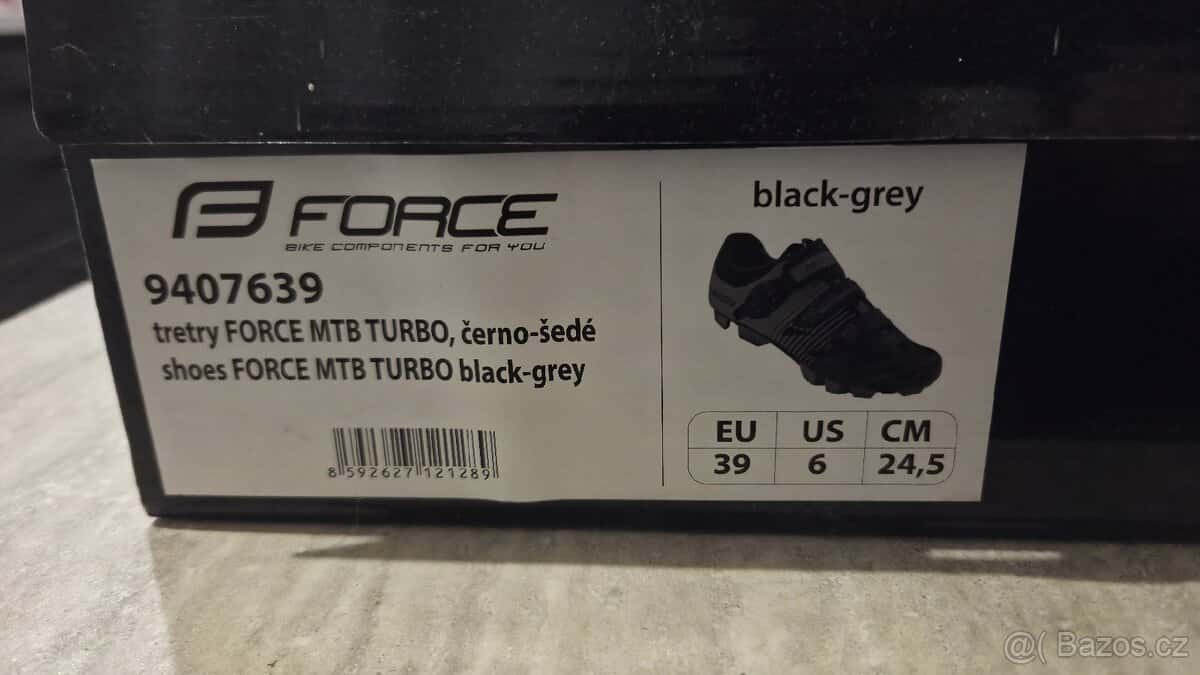 FORCE
BIKE COMPONENTS FOR YOU
9407639
tretry FORCE MTB TURBO, černo-šedé
shoes FORCE MTB TURBO black-grey
8 592627 121289
black-grey
EU US CM
39 6 24,5
@( Bazos.cz